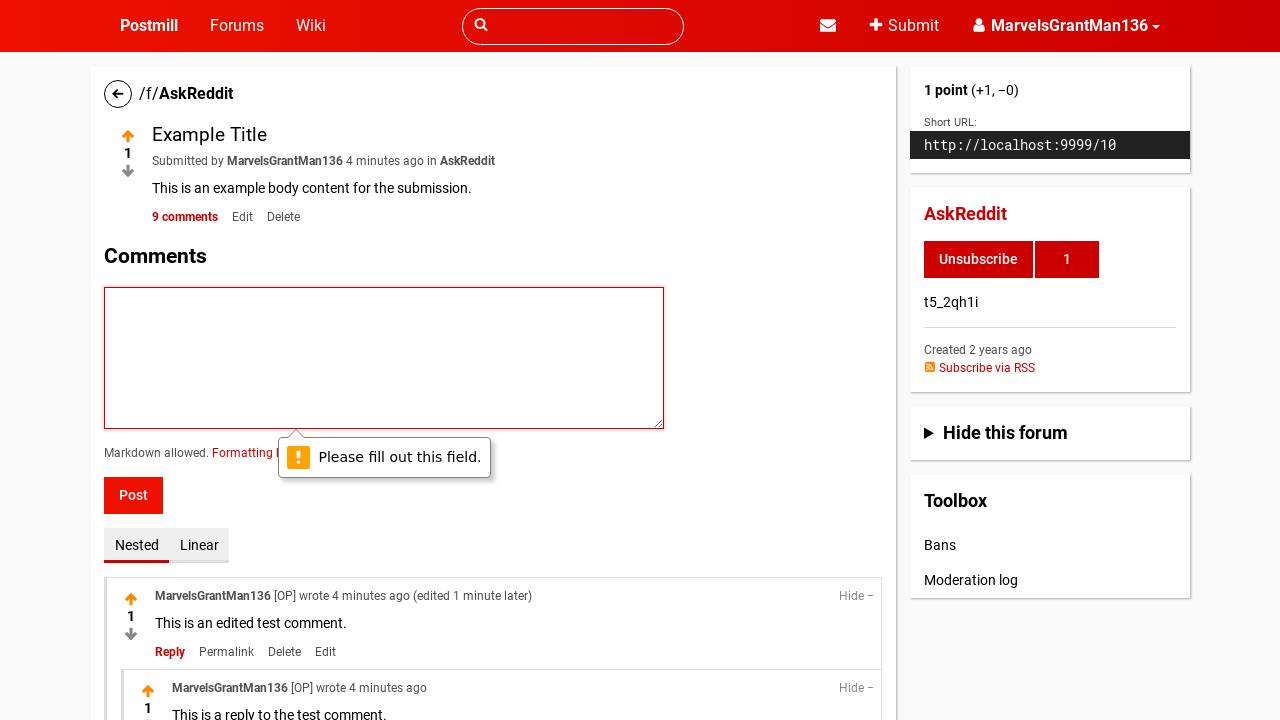 Postmill Forums Wiki Submit MarvelsGrantMan136
/f/AskReddit
1
Example Title
Submitted by MarvelsGrantMan136 4 minutes ago in AskReddit
This is an example body content for the submission.
9 comments Edit Delete
Comments
Markdown allowed. Formatting
Please fill out this field.
Post
Nested Linear
MarvelsGrantMan136 [OP] wrote 4 minutes ago (edited 1 minute later) Hide −
1
This is an edited test comment.
Reply Permalink Delete Edit
MarvelsGrantMan136 [OP] wrote 4 minutes ago Hide −
1
This is a reply to the test comment.
1 point (+1, −0)
Short URL:
http://localhost:9999/10
AskReddit
Unsubscribe 1
t5_2qh1i
Created 2 years ago
Subscribe via RSS
Hide this forum
Toolbox
Bans
Moderation log